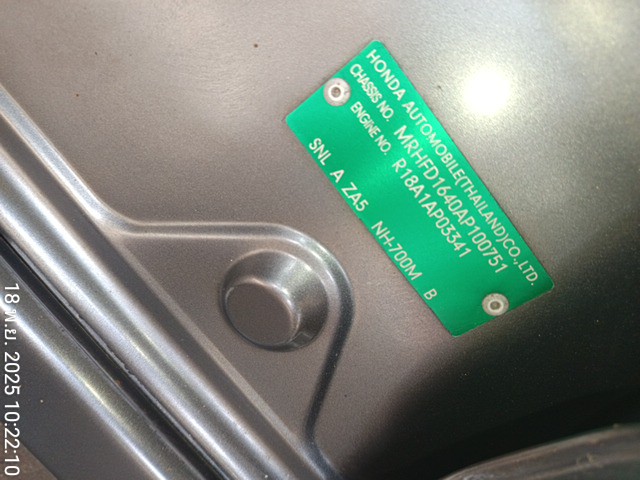 HONDA AUTOMOBILE(THAILAND)CO.,LTD.
CHASSIS NO. MRHFD1640AP100751
ENGINE NO. R18A1AP03341
SNL A ZA5 NH-700M B
18 พ.ย. 2025 10:22:10